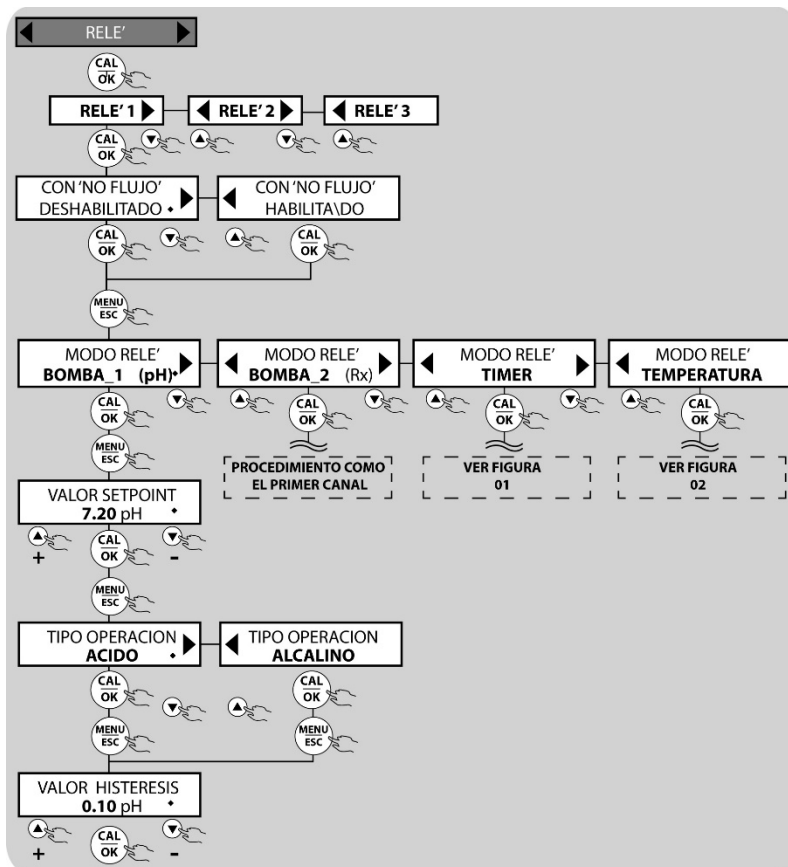 RELE'
CAL
OK
RELE' 1
RELE' 2
RELE' 3
CAL
OK
CON 'NO FLUJO'
DESHABILITADO
CON 'NO FLUJO'
HABILITA\DO
CAL
OK
CAL
OK
MENU
ESC
MODO RELE'
BOMBA_1 (pH)
MODO RELE'
BOMBA_2 (Rx)
MODO RELE'
TIMER
MODO RELE'
TEMPERATURA
CAL
OK
CAL
OK
CAL
OK
CAL
OK
MENU
ESC
PROCEDIMIENTO COMO
EL PRIMER CANAL
VER FIGURA
01
VER FIGURA
02
VALOR SETPOINT
7.20 pH
+
CAL
OK
-
MENU
ESC
TIPO OPERACION
ACIDO
TIPO OPERACION
ALCALINO
CAL
OK
CAL
OK
MENU
ESC
MENU
ESC
VALOR HISTERESIS
0.10 pH
+
CAL
OK
-